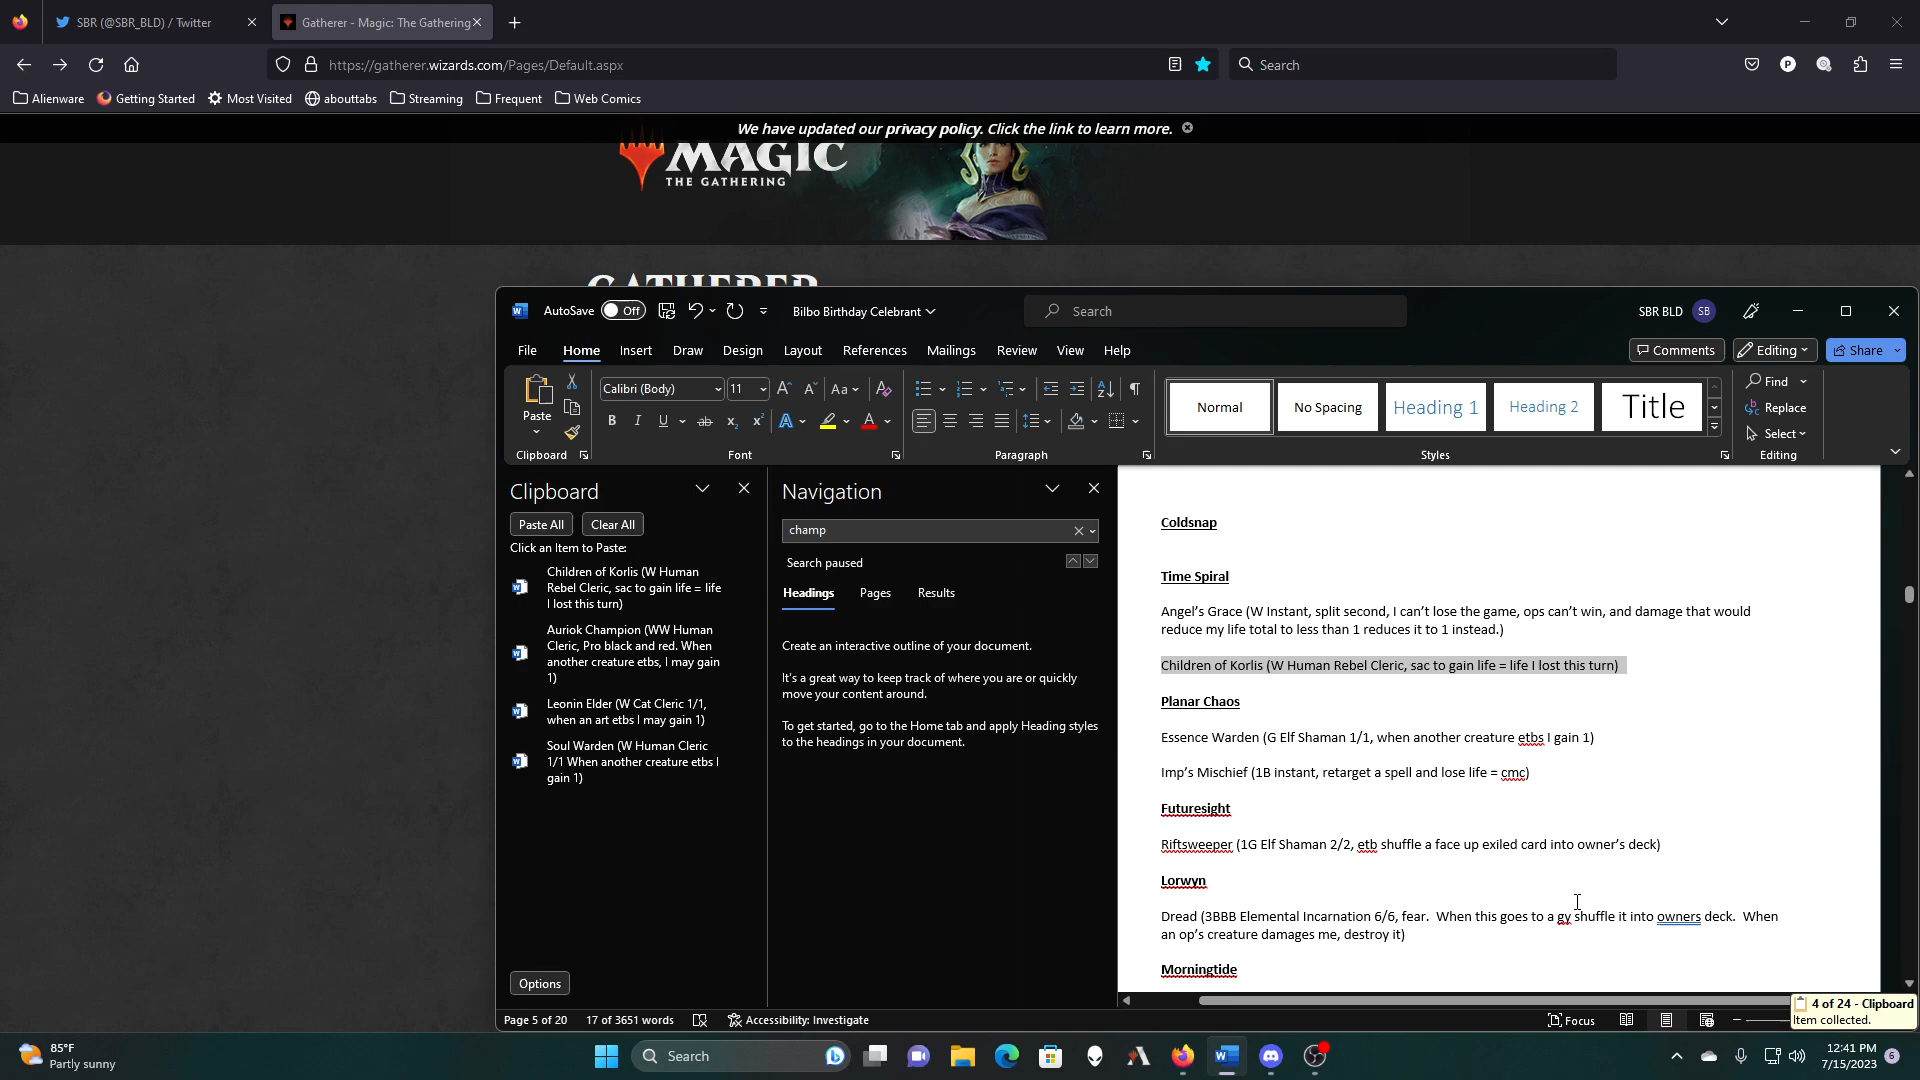 SBR (@SBR_BLD) / Twitter
Gatherer - Magic: The Gathering
https://gatherer.wizards.com/Pages/Default.aspx
Search
P
Alienware
Getting Started
Most Visited
abouttabs
Streaming
Frequent
Web Comics
We have updated our privacy policy. Click the link to learn more.
MAGIC
THE GATHERING
GATHERER
AutoSave
Off
Bilbo Birthday Celebrant
Search
SBR BLD
SB
File
Home
Insert
Draw
Design
Layout
References
Mailings
Review
View
Help
Comments
Editing
Share
Paste
Calibri (Body)
11
Normal
No Spacing
Heading 1
Heading 2
Title
Find
Replace
Select
Clipboard
Font
Paragraph
Styles
Editing
Clipboard
Paste All
Clear All
Click an Item to Paste:
Children of Korlis (W Human
Rebel Cleric, sac to gain life = life
I lost this turn)
Auriok Champion (WW Human
Cleric, Pro black and red. When
another creature etbs, I may gain
1)
Leonin Elder (W Cat Cleric 1/1,
when an art etbs I may gain 1)
Soul Warden (W Human Cleric
1/1 When another creature etbs I
gain 1)
Options
Navigation
champ
Search paused
Headings
Pages
Results
Create an interactive outline of your document.
It's a great way to keep track of where you are or quickly
move your content around.
To get started, go to the Home tab and apply Heading styles
to the headings in your document.
Coldsnap
Time Spiral
Angel's Grace (W Instant, split second, I can't lose the game, ops can't win, and damage that would
reduce my life total to less than 1 reduces it to 1 instead.)
Children of Korlis (W Human Rebel Cleric, sac to gain life = life I lost this turn)
Planar Chaos
Essence Warden (G Elf Shaman 1/1, when another creature etbs I gain 1)
Imp's Mischief (1B instant, retarget a spell and lose life = cmc)
Futuresight
Riftsweeper (1G Elf Shaman 2/2, etb shuffle a face up exiled card into owner's deck)
Lorwyn
Dread (3BBB Elemental Incarnation 6/6, fear.  When this goes to a gy shuffle it into owners deck.  When
an op's creature damages me, destroy it)
Morningtide
4 of 24 - Clipboard
Item collected.
Page 5 of 20
17 of 3651 words
Accessibility: Investigate
Focus
85°F
Partly sunny
Search
12:41 PM
7/15/2023
6